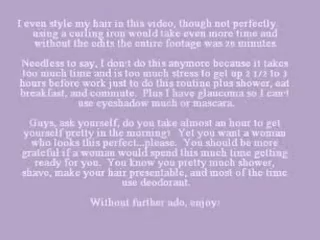 I even style my hair in this video, though not perfectly.
using a curling iron would take even more time and
without the edits the entire footage was 28 minutes.
Needless to say, I don't do this anymore because it takes
too much time and is too much stress to get up 2 1/2 to 3
hours before work just to do this routine plus shower, eat
breakfast, and commute. Plus I have glaucoma so I can't
use eyeshadow much or mascara.
Guys, ask yourself, do you take almost an hour to get
yourself pretty in the morning? Yet you want a woman
who looks this perfect...please. You should be more
grateful if a woman would spend this much time getting
ready for you. You know you pretty much shower,
shave, make your hair presentable, and most of the time
use deodorant.
Without further ado, enjoy!